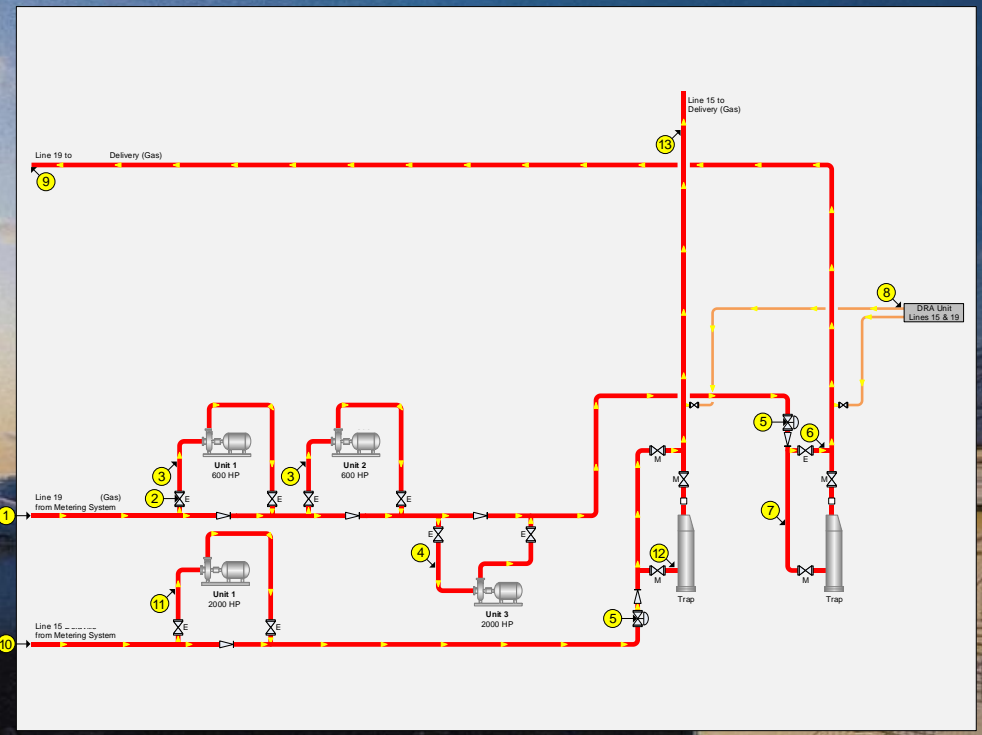 Line 15 to
Delivery (Gas)
13
Line 19 to Delivery (Gas)
9
8
DRA Unit
Lines 15 & 19
5
6
E
M
M
M
7
Unit 1
600 HP
Unit 2
600 HP
3
3
2
E
E
E
E
Line 19 (Gas)
from Metering System
1
E
E
4
12
M
M
Trap
Trap
Unit 1
2000 HP
11
Unit 3
2000 HP
5
E
E
Line 15
from Metering System
10